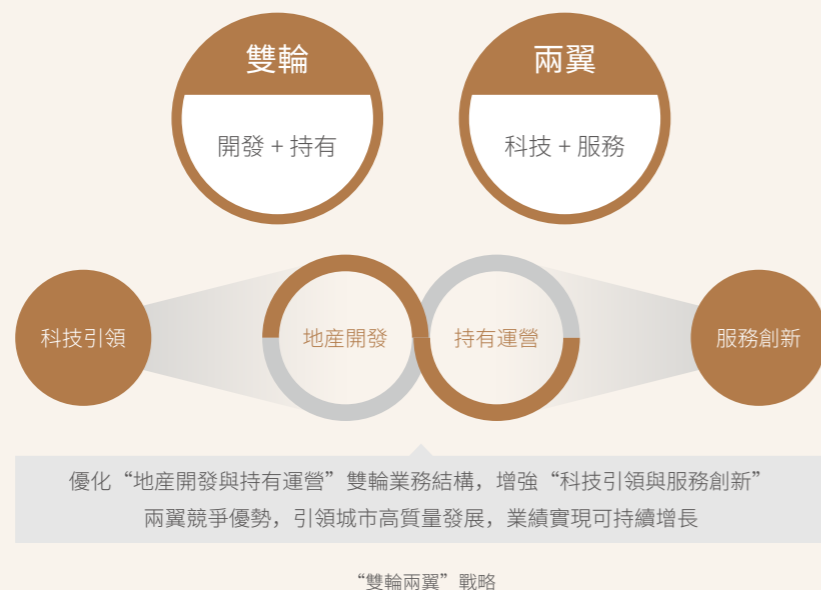 雙輪
兩翼
開發 + 持有
科技 + 服務
科技引領
地產開發
持有運營
服務創新
優化“地產開發與持有運營”雙輪業務結構，增強“科技引領與服務創新”
兩翼競爭優勢，引領城市高質量發展，業績實現可持續增長
“雙輪兩翼”戰略